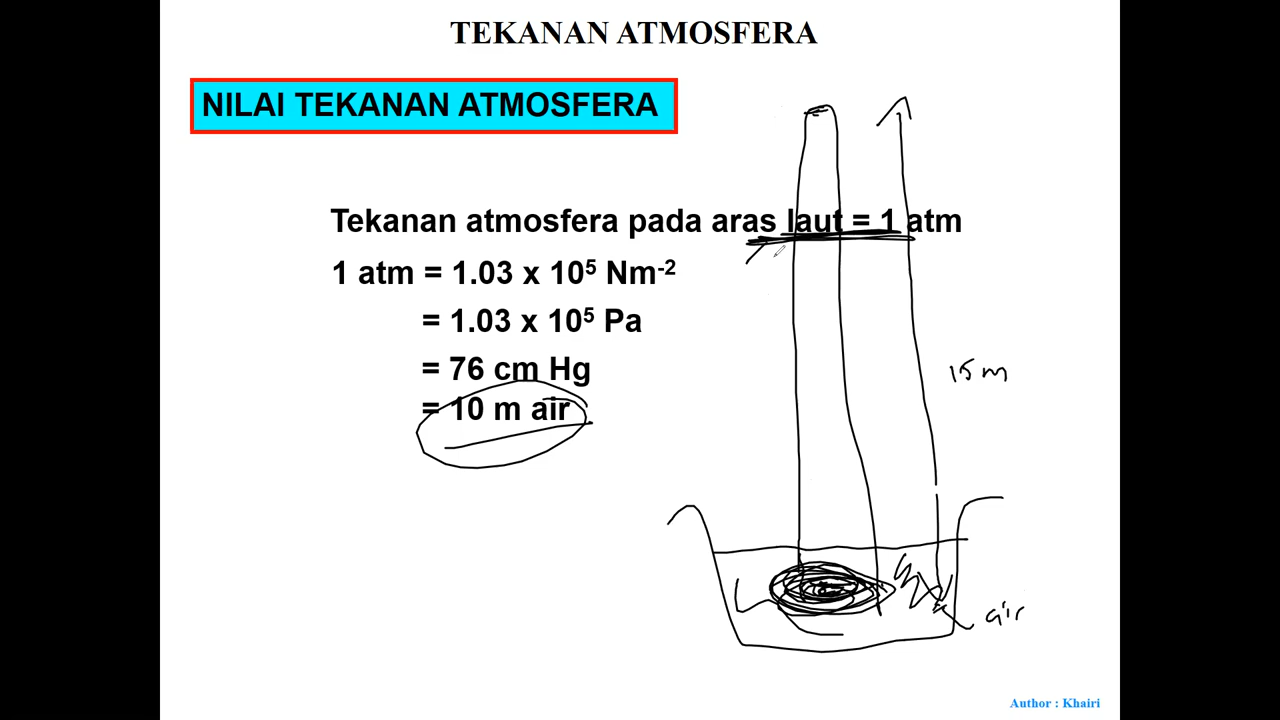 TEKANAN ATMOSFERA
NILAI TEKANAN ATMOSFERA
Tekanan atmosfera pada aras laut = 1 atm
1 atm = 1.03 x 10⁵ Nm⁻²
= 1.03 x 10⁵ Pa
= 76 cm Hg
= 10 m air
15 m
air
Author : Khairi